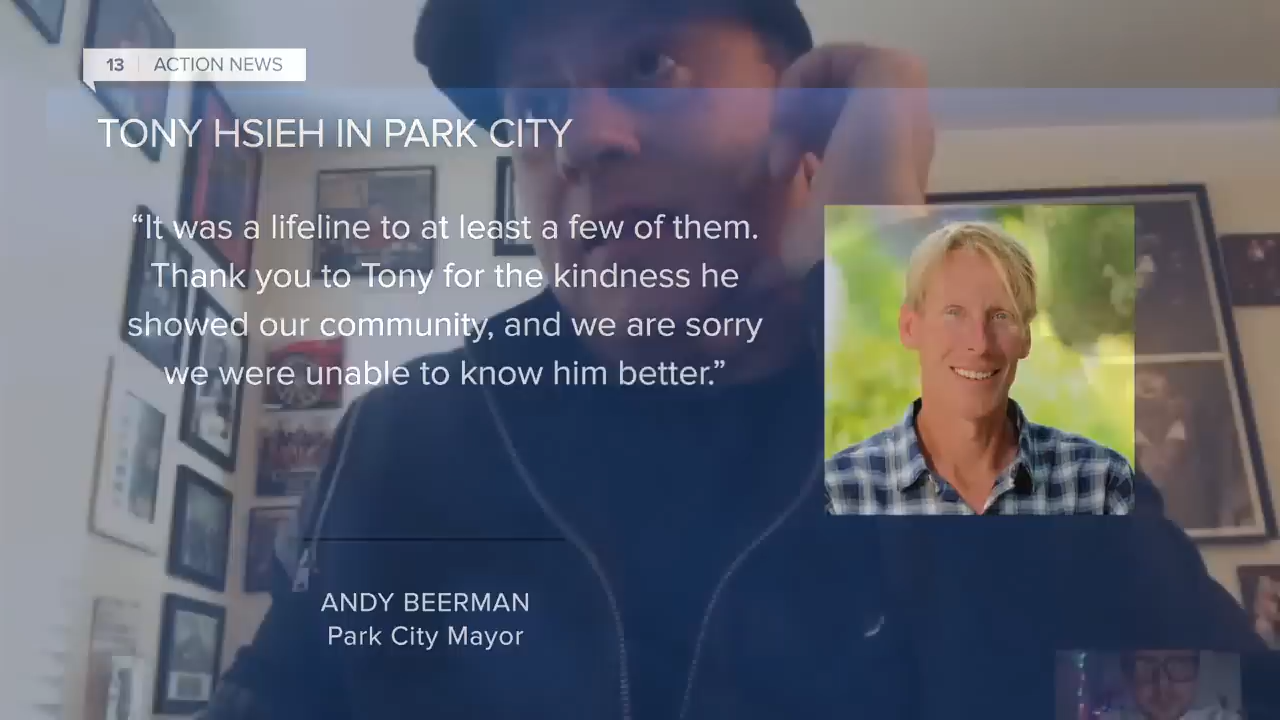 13 ACTION NEWS
TONY HSIEH IN PARK CITY
“It was a lifeline to at least a few of them.
Thank you to Tony for the kindness he
showed our community, and we are sorry
we were unable to know him better.”
ANDY BEERMAN
Park City Mayor